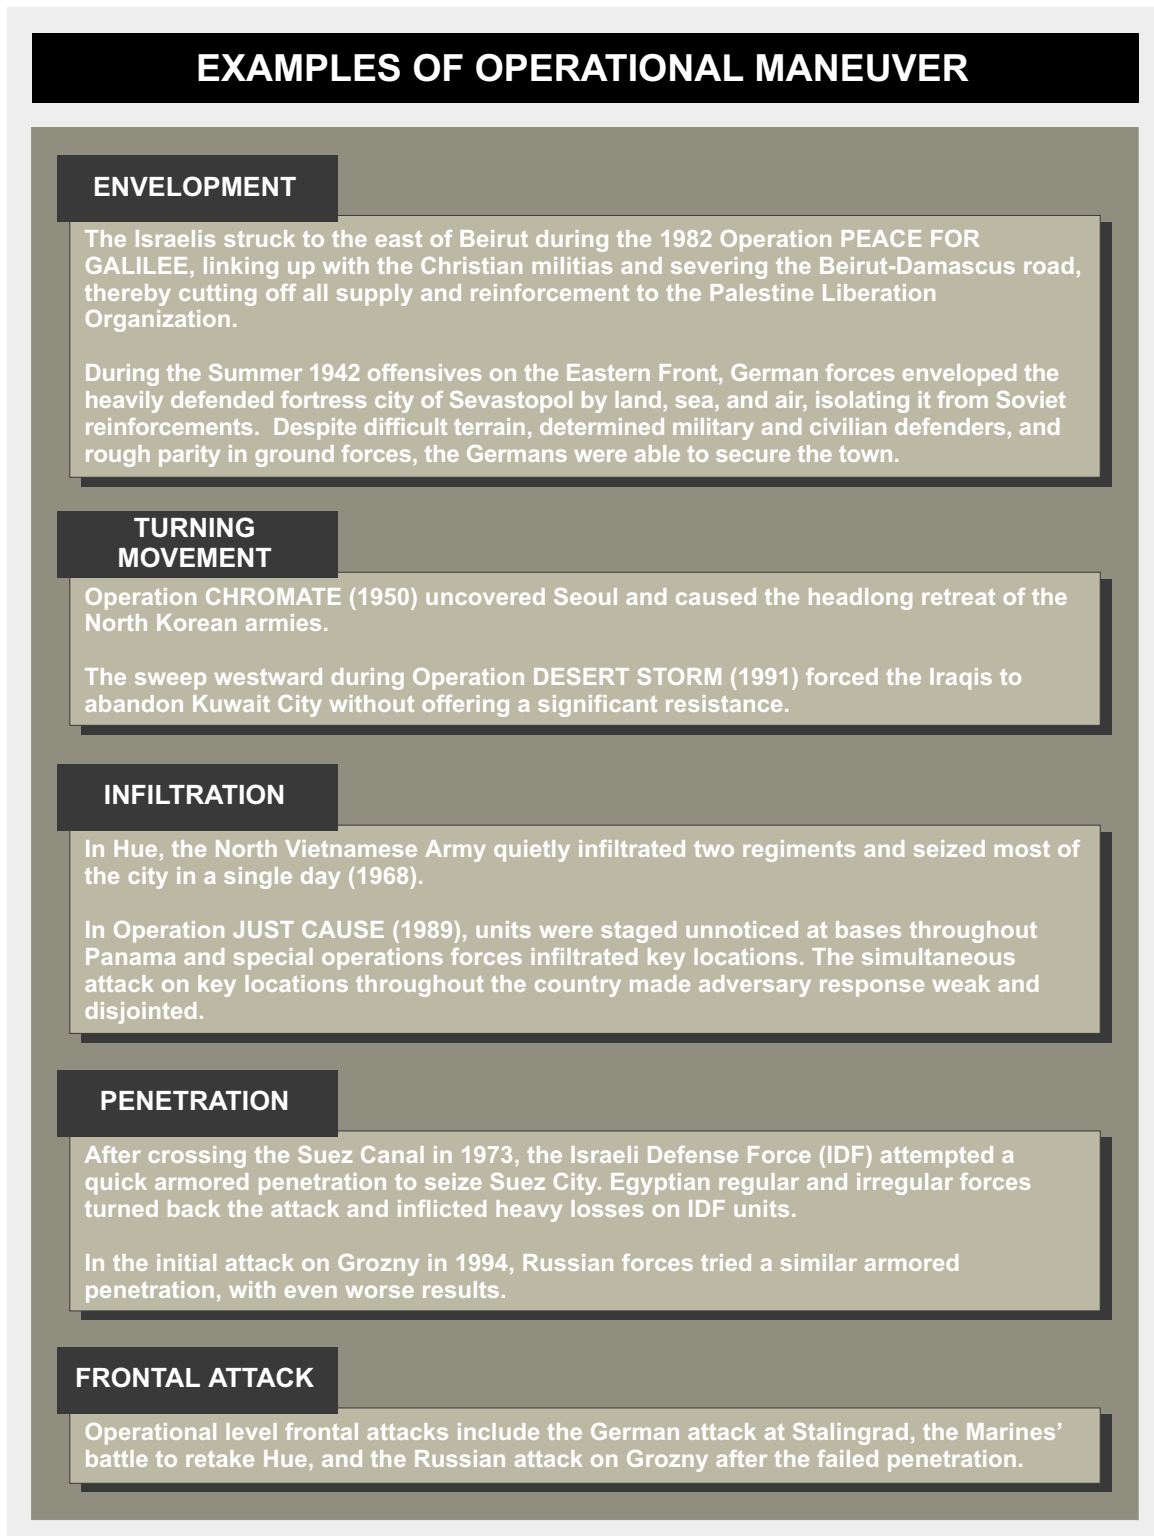 EXAMPLES OF OPERATIONAL MANEUVER
ENVELOPMENT
The Israelis struck to the east of Beirut during the 1982 Operation PEACE FOR
GALILEE, linking up with the Christian militias and severing the Beirut-Damascus road,
thereby cutting off all supply and reinforcement to the Palestine Liberation
Organization.
During the Summer 1942 offensives on the Eastern Front, German forces enveloped the
heavily defended fortress city of Sevastopol by land, sea, and air, isolating it from Soviet
reinforcements.  Despite difficult terrain, determined military and civilian defenders, and
rough parity in ground forces, the Germans were able to secure the town.
TURNING
MOVEMENT
Operation CHROMATE (1950) uncovered Seoul and caused the headlong retreat of the
North Korean armies.
The sweep westward during Operation DESERT STORM (1991) forced the Iraqis to
abandon Kuwait City without offering a significant resistance.
INFILTRATION
In Hue, the North Vietnamese Army quietly infiltrated two regiments and seized most of
the city in a single day (1968).
In Operation JUST CAUSE (1989), units were staged unnoticed at bases throughout
Panama and special operations forces infiltrated key locations. The simultaneous
attack on key locations throughout the country made adversary response weak and
disjointed.
PENETRATION
After crossing the Suez Canal in 1973, the Israeli Defense Force (IDF) attempted a
quick armored penetration to seize Suez City. Egyptian regular and irregular forces
turned back the attack and inflicted heavy losses on IDF units.
In the initial attack on Grozny in 1994, Russian forces tried a similar armored
penetration, with even worse results.
FRONTAL ATTACK
Operational level frontal attacks include the German attack at Stalingrad, the Marines’
battle to retake Hue, and the Russian attack on Grozny after the failed penetration.